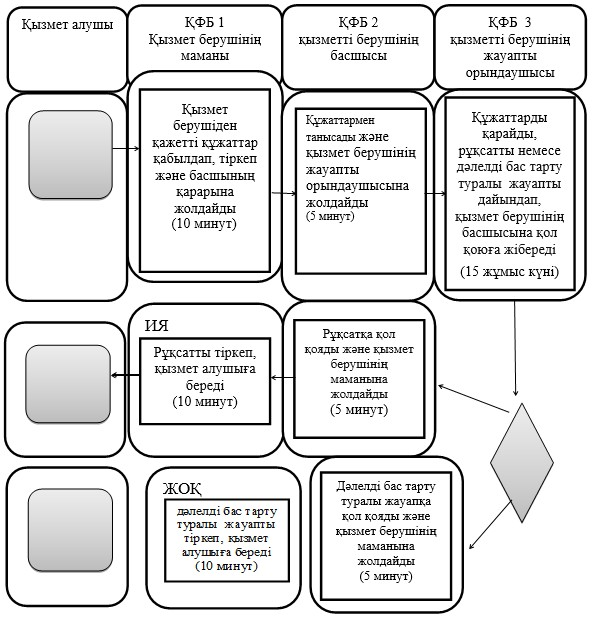 Қызмет алушы
ҚФБ 1
Қызмет берушінің
маманы
ҚФБ 2
қызметті берушінің
басшысы
ҚФБ 3
қызметті берушінің
жауапты
орындаушысы
Қызмет
берушіден
қажетті құжаттар
қабылдап, тіркеп
және басшының
қарарына
жолдайды
(10 минут)
Құжаттармен
танысады және
қызмет берушінің
жауапты
орындаушысына
жолдайды
(5 минут)
Құжаттарды
қарайды,
рұқсатты немесе
дәлелді бас тарту
туралы жауапты
дайындап,
қызмет берушінің
басшысына қол
қоюға жібереді
(15 жұмыс күні)
ИЯ
Рұқсатты тіркеп,
қызмет алушыға
береді
(10 минут)
Рұқсатқа қол
қояды және қызмет
берушінің
маманына
жолдайды
(5 минут)
ЖОҚ
дәлелді бас тарту
туралы жауапты
тіркеп, қызмет
алушыға береді
(10 минут)
Дәлелді бас тарту
туралы жауапқа
қол қояды және
қызмет берушінің
маманына
жолдайды
(5 минут)